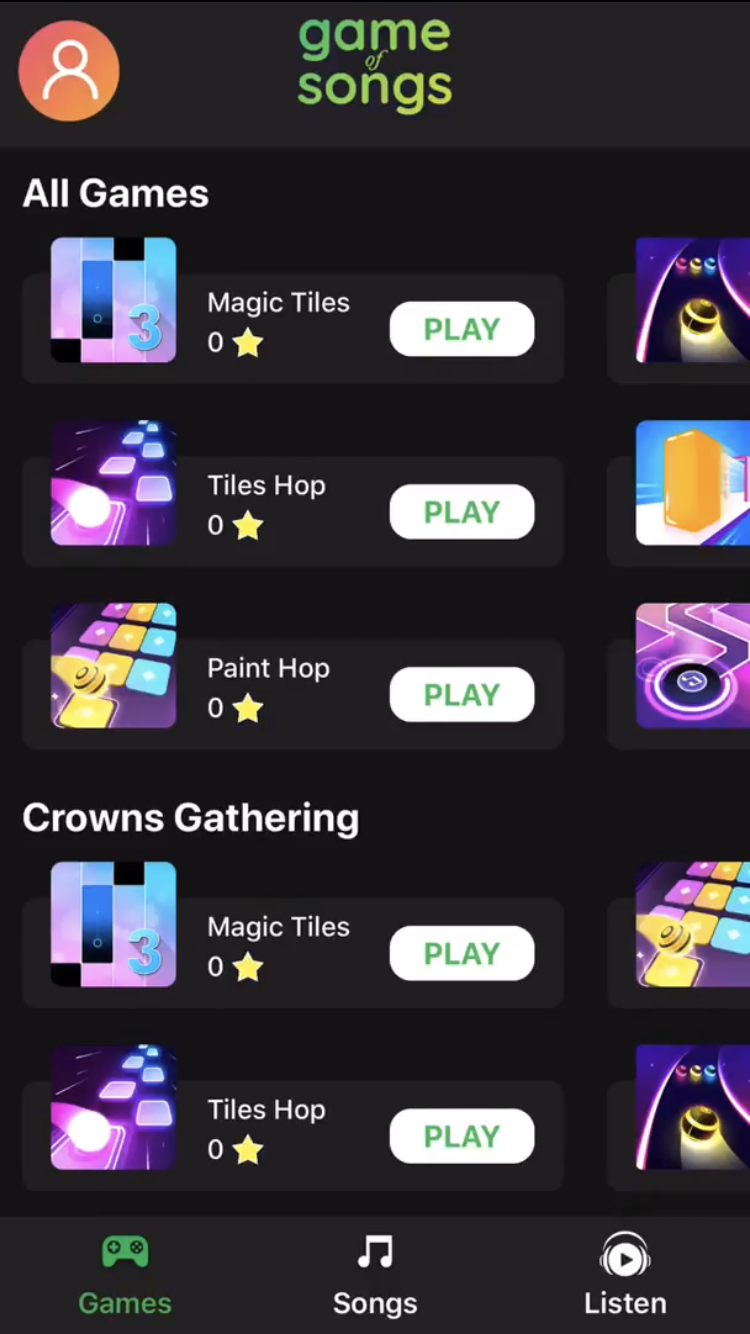 game
of
songs
All Games
3
Magic Tiles
0
PLAY
Tiles Hop
0
PLAY
Paint Hop
0
PLAY
Crowns Gathering
3
Magic Tiles
0
PLAY
Tiles Hop
0
PLAY
Games
Songs
Listen